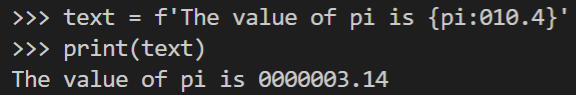 >>> text = f'The value of pi is {pi:010.4}'
>>> print(text)
The value of pi is 0000003.14